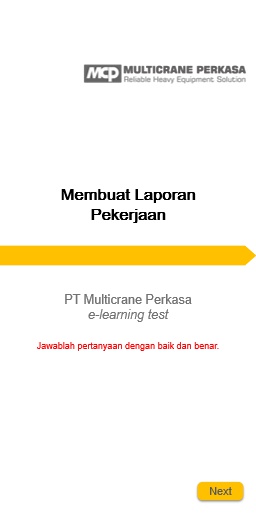 MCP MULTICRANE PERKASA
Reliable Heavy Equipment Solution
Membuat Laporan
Pekerjaan
PT Multicrane Perkasa
e-learning test
Jawablah pertanyaan dengan baik dan benar.
Next